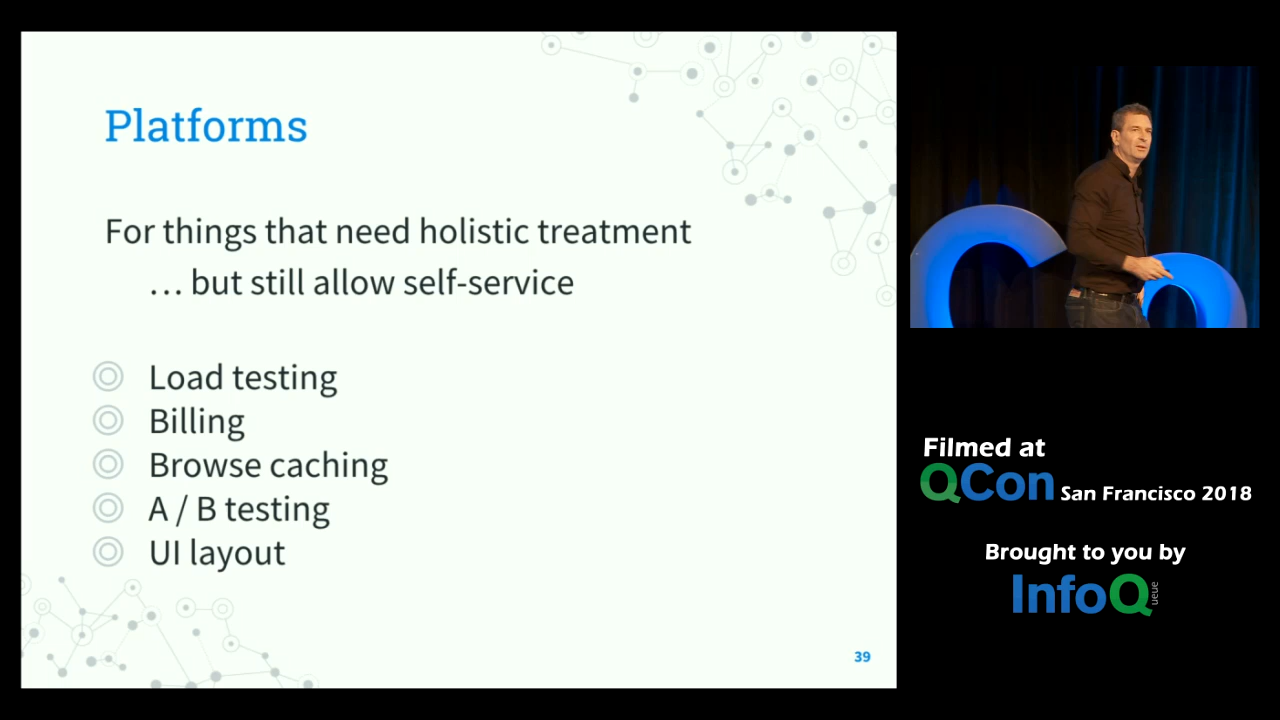 Platforms
For things that need holistic treatment
… but still allow self-service
Load testing
Billing
Browse caching
A / B testing
UI layout
39
Filmed at
QCon San Francisco 2018
Brought to you by
InfoQ
ueue